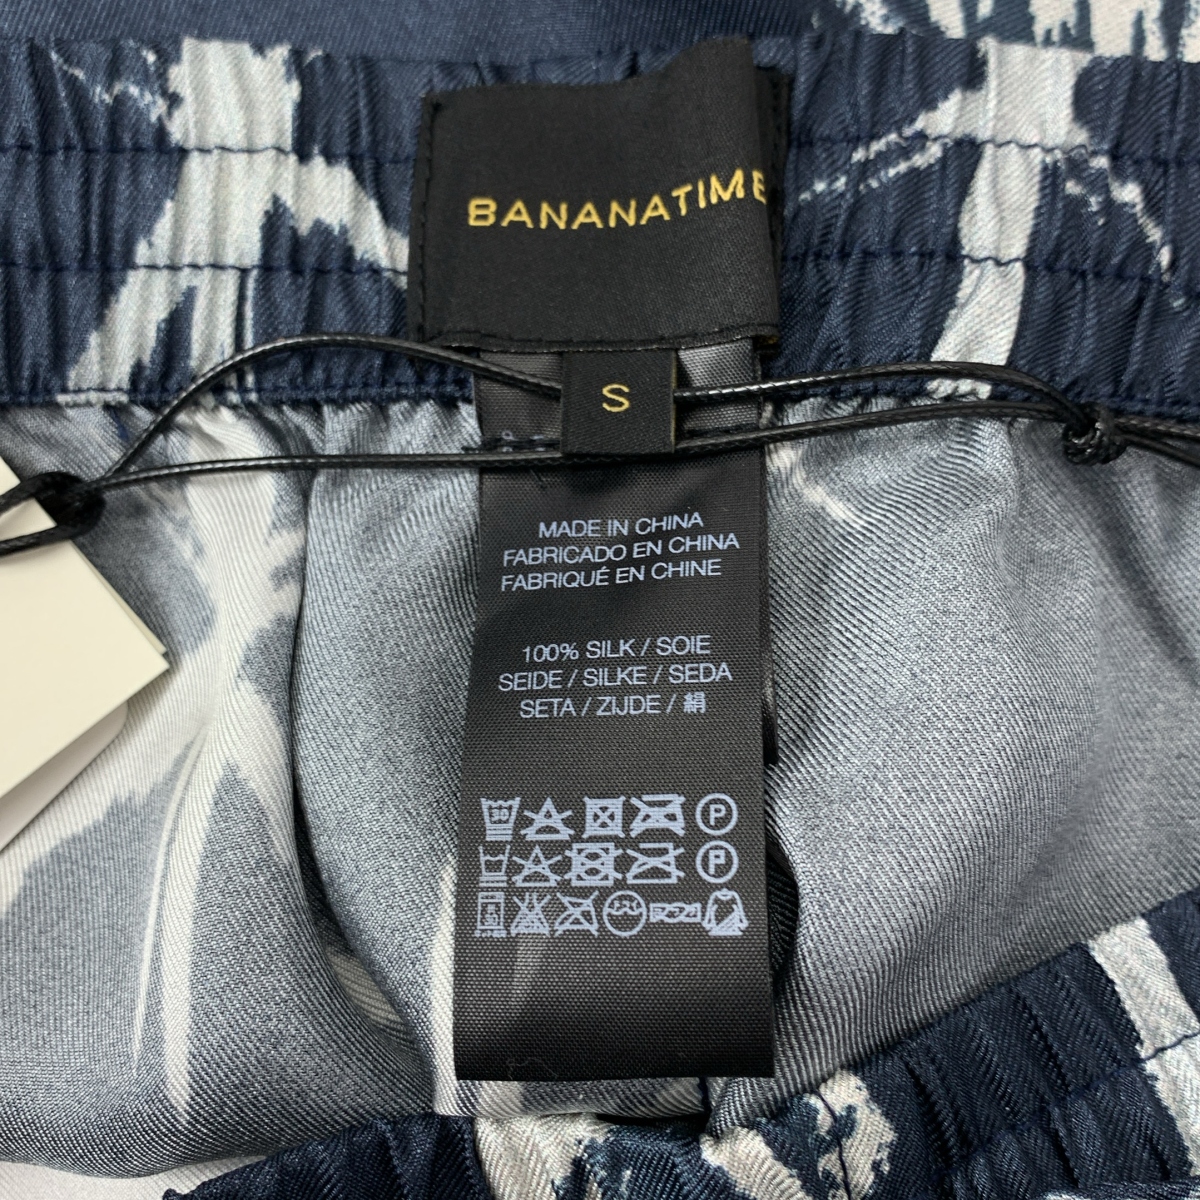 BANANATIME
S
MADE IN CHINA
FABRICADO EN CHINA
FABRIQUÉ EN CHINE
100% SILK / SOIE
SEIDE / SILKE / SEDA
SETA / ZIJDE / 絹
30
P
P